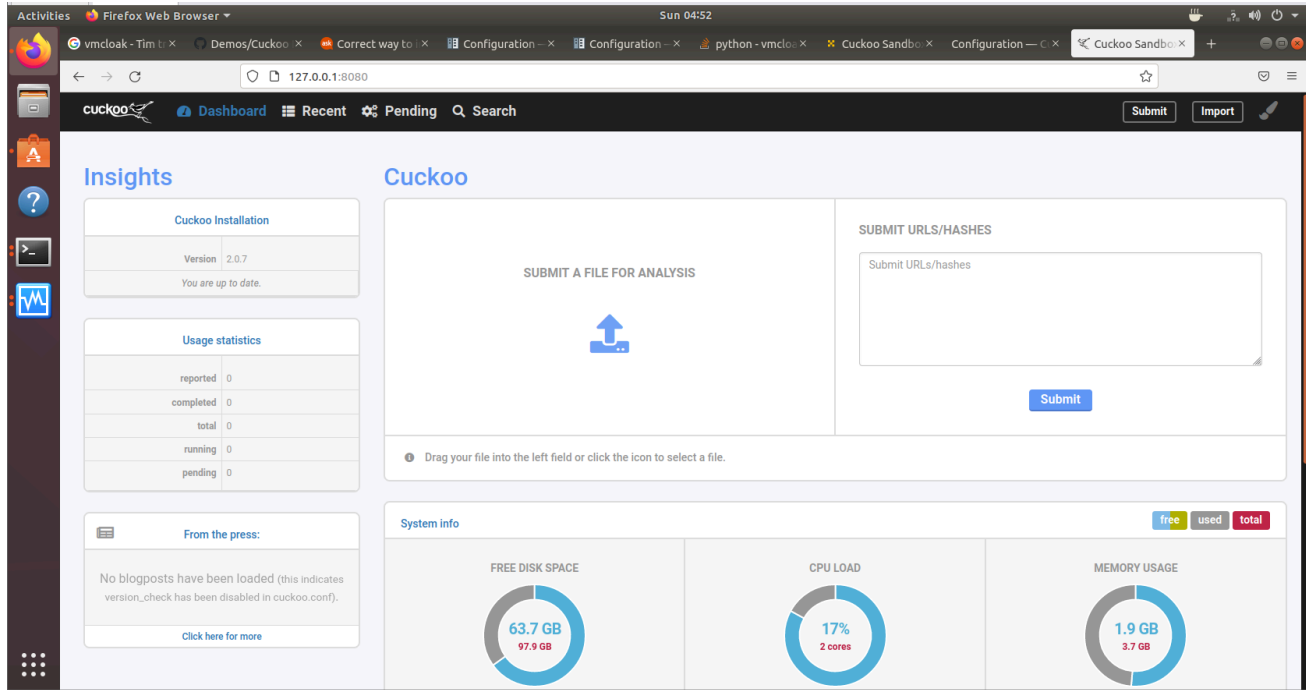 Activities Firefox Web Browser Sun 04:52
vmcloak - Tim t Demos/Cuckoo Correct way to i Configuration — Configuration — python - vmcloa Cuckoo Sandbo Configuration — C Cuckoo Sandbo
127.0.0.1:8080
cuckoo Dashboard Recent Pending Search Submit Import
Insights
Cuckoo Installation
Version 2.0.7
You are up to date.
Usage statistics
reported 0
completed 0
total 0
running 0
pending 0
From the press:
No blogposts have been loaded (this indicates
version_check has been disabled in cuckoo.conf).
Click here for more
Cuckoo
SUBMIT A FILE FOR ANALYSIS
SUBMIT URLS/HASHES
Submit URLs/hashes
Submit
Drag your file into the left field or click the icon to select a file.
System info free used total
FREE DISK SPACE
63.7 GB
97.9 GB
CPU LOAD
17%
2 cores
MEMORY USAGE
1.9 GB
3.7 GB